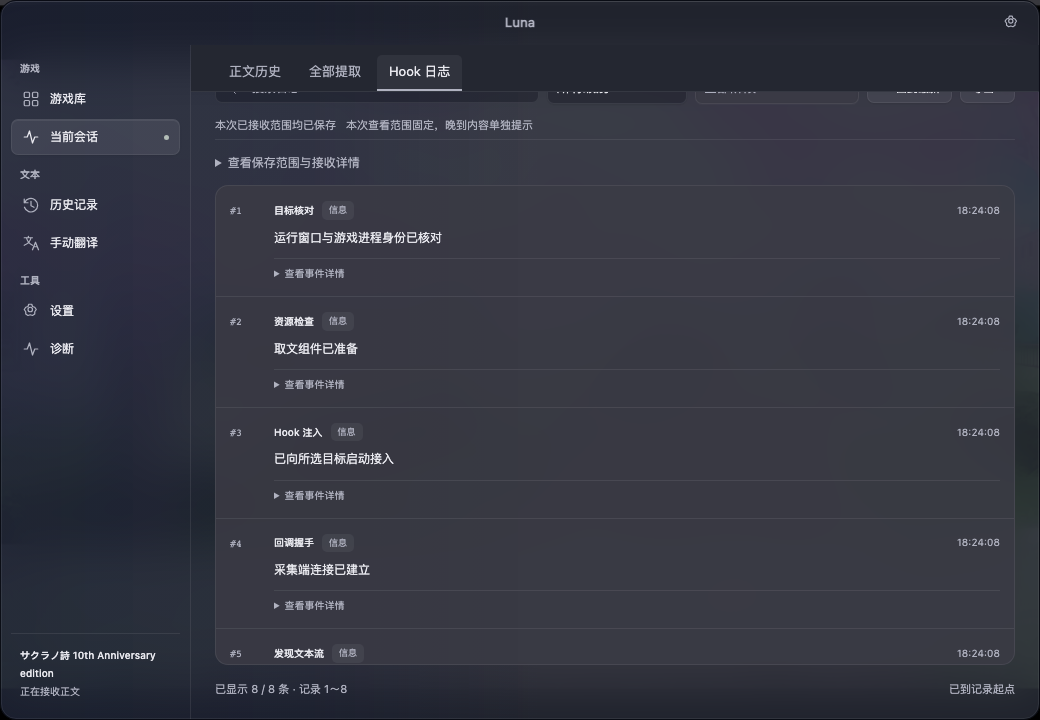 Luna
游戏
游戏库
当前会话
文本
历史记录
手动翻译
工具
设置
诊断
サクラノ詩 10th Anniversary
edition
正在接收正文
正文历史 全部提取 Hook 日志
本次已接收范围均已保存 本次查看范围固定，晚到内容单独提示
查看保存范围与接收详情
#1 目标核对 信息 18:24:08
运行窗口与游戏进程身份已核对
查看事件详情
#2 资源检查 信息 18:24:08
取文组件已准备
查看事件详情
#3 Hook 注入 信息 18:24:08
已向所选目标启动接入
查看事件详情
#4 回调握手 信息 18:24:08
采集端连接已建立
查看事件详情
#5 发现文本流 信息 18:24:08
已显示 8 / 8 条 · 记录 1～8 已到记录起点